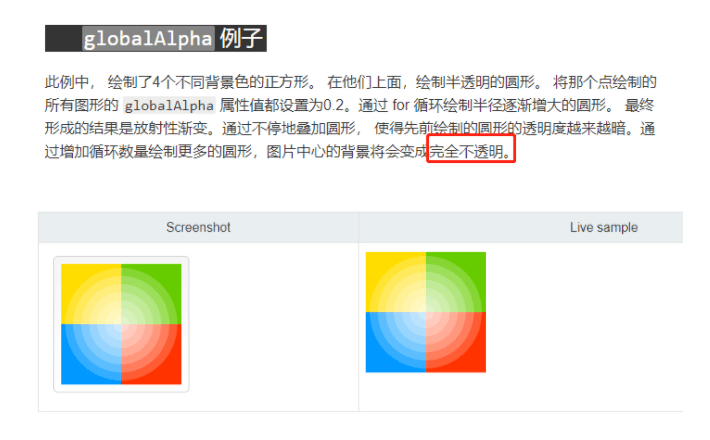 globalAlpha 例子
此例中， 绘制了4个不同背景色的正方形。 在他们上面，绘制半透明的圆形。 将那个点绘制的
所有图形的 globalAlpha 属性值都设置为0.2。通过 for 循环绘制半径逐渐增大的圆形。 最终
形成的结果是放射性渐变。通过不停地叠加圆形， 使得先前绘制的圆形的透明度越来越暗。通
过增加循环数量绘制更多的圆形，图片中心的背景将会变成完全不透明。
Screenshot Live sample